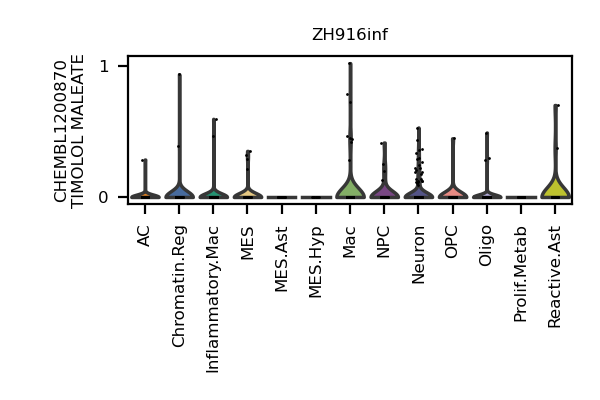 ZH916inf
CHEMBL1200870
TIMOLOL MALEATE
1
0
AC
Chromatin.Reg
Inflammatory.Mac
MES
MES.Ast
MES.Hyp
Mac
NPC
Neuron
OPC
Oligo
Prolif.Metab
Reactive.Ast